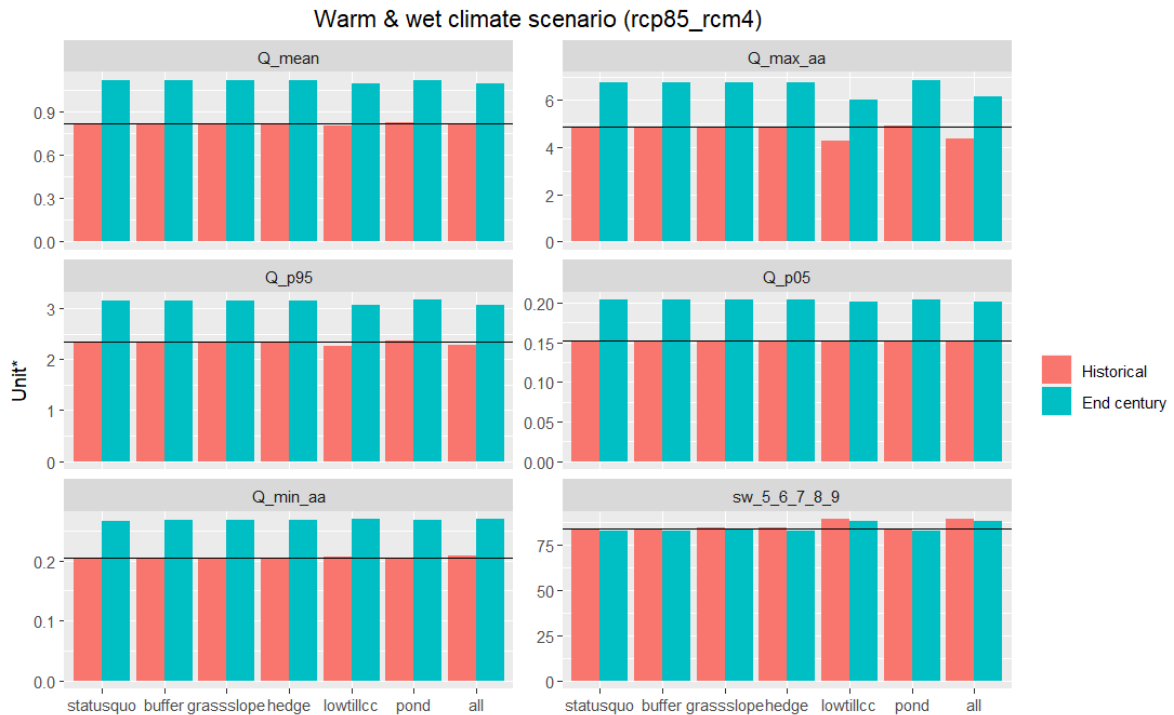 Warm & wet climate scenario (rcp85_rcm4)
Q_mean
Q_max_aa
0.9
0.6
0.3
0.0
6
4
2
0
Q_p95
Q_p05
3
2
1
0
0.20
0.15
0.10
0.05
0.00
Unit*
Historical
End century
Q_min_aa
sw_5_6_7_8_9
0.2
0.1
0.0
75
50
25
0
statusquo buffer grassslope hedge lowtillcc pond all
statusquo buffer grassslope hedge lowtillcc pond all